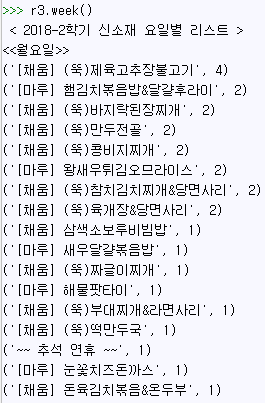 >>> r3.week()
< 2018-2학기 신소재 요일별 리스트 >
<<월요일>>
('[채움] (뚝)제육고추장불고기', 4)
('[마루] 햄김치볶음밥&달걀후라이', 2)
('[채움] (뚝)바지락된장찌개', 2)
('[채움] (뚝)만두전골', 2)
('[채움] (뚝)콩비지찌개', 2)
('[마루] 왕새우튀김오므라이스', 2)
('[채움] (뚝)참치김치찌개&당면사리', 2)
('[채움] (뚝)육개장&당면사리', 2)
('[채움] 삼색소보루비빔밥', 1)
('[마루] 새우달걀볶음밥', 1)
('[채움] (뚝)짜글이찌개', 1)
('[마루] 해물팟타이', 1)
('[채움] (뚝)부대찌개&라면사리', 1)
('[채움] (뚝)떡만두국', 1)
('~~ 추석 연휴 ~~', 1)
('[마루] 눈꽃치즈돈까스', 1)
('[채움] 돈육김치볶음&온두부', 1)